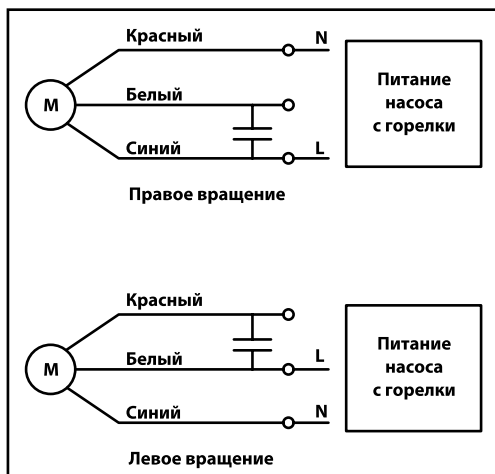 Красный
N
Белый
M
Питание
насоса
с горелки
Синий
L
Правое вращение
Красный
Белый
L
M
Питание
насоса
с горелки
Синий
N
Левое вращение